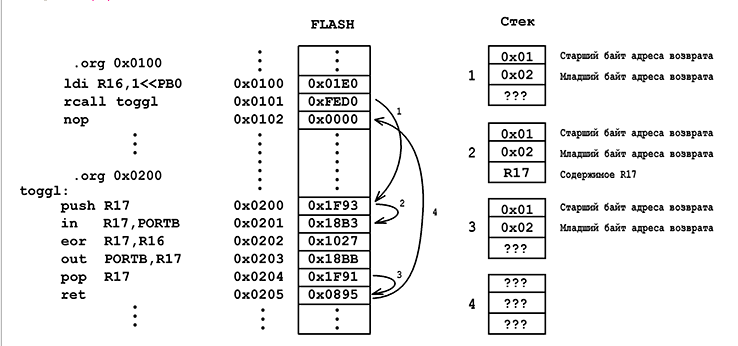 FLASH
Стек
.org 0x0100
ldi R16,1<<PB0 0x0100 0x01E0
rcall toggl 0x0101 0xFED0
nop 0x0102 0x0000
.org 0x0200
toggl:
push R17 0x0200 0x1F93
in R17,PORTB 0x0201 0x18B3
eor R17,R16 0x0202 0x1027
out PORTB,R17 0x0203 0x18BB
pop R17 0x0204 0x1F91
ret 0x0205 0x0895
1
2
3
4
1
0x01 Старший байт адреса возврата
0x02 Младший байт адреса возврата
???
2
0x01 Старший байт адреса возврата
0x02 Младший байт адреса возврата
R17 Содержимое R17
3
0x01 Старший байт адреса возврата
0x02 Младший байт адреса возврата
???
4
???
???
???